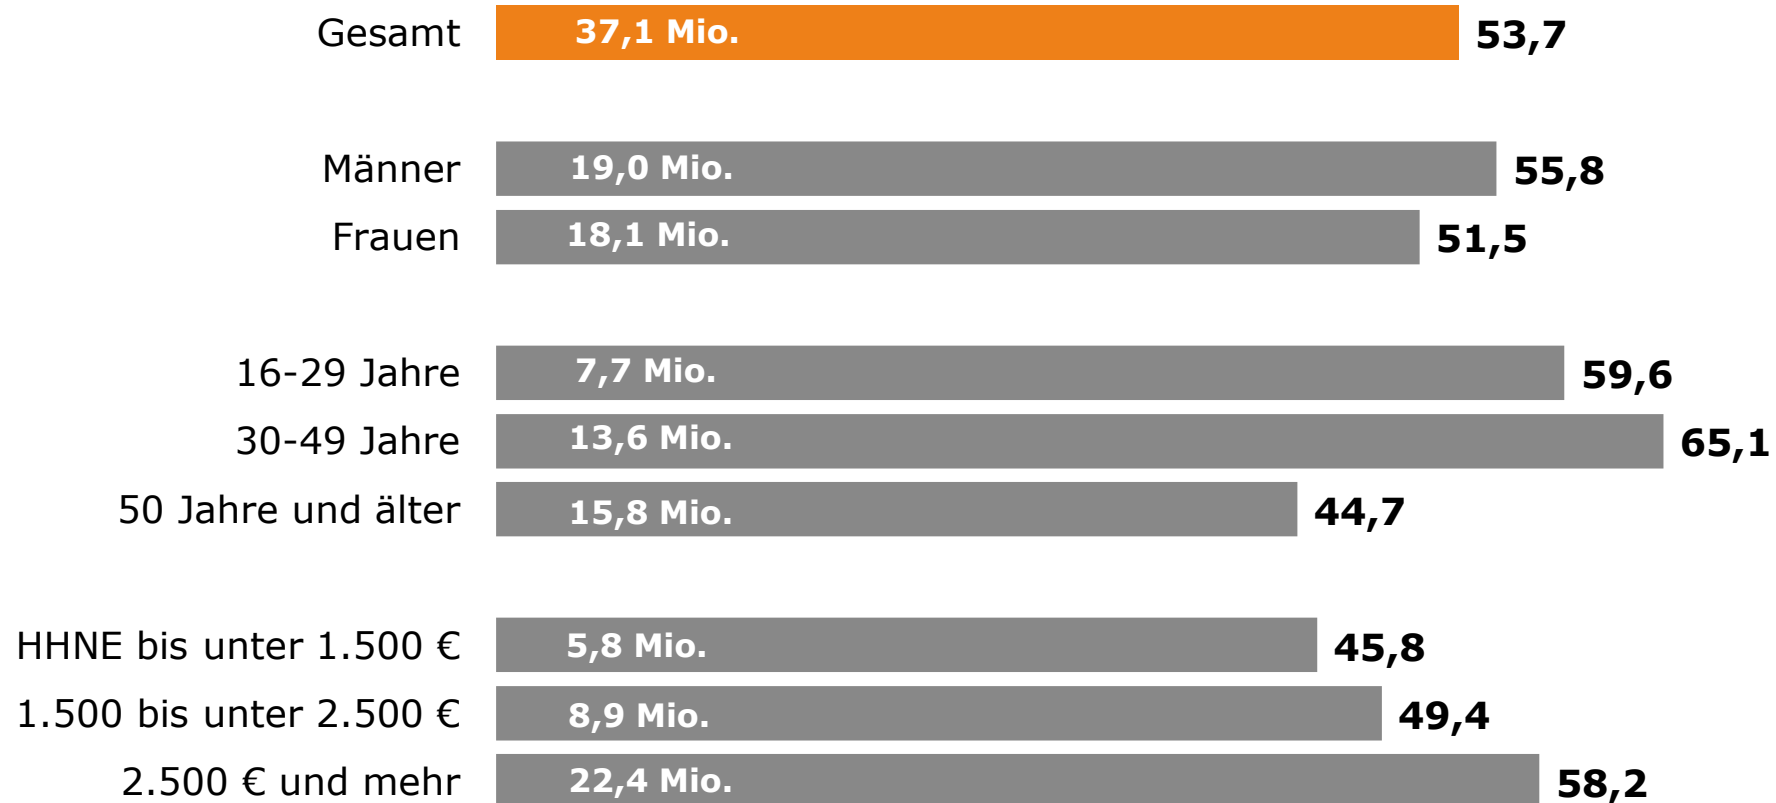 Gesamt 37,1 Mio. 53,7
Männer 19,0 Mio. 55,8
Frauen 18,1 Mio. 51,5
16-29 Jahre 7,7 Mio. 59,6
30-49 Jahre 13,6 Mio. 65,1
50 Jahre und älter 15,8 Mio. 44,7
HHNE bis unter 1.500 € 5,8 Mio. 45,8
1.500 bis unter 2.500 € 8,9 Mio. 49,4
2.500 € und mehr 22,4 Mio. 58,2